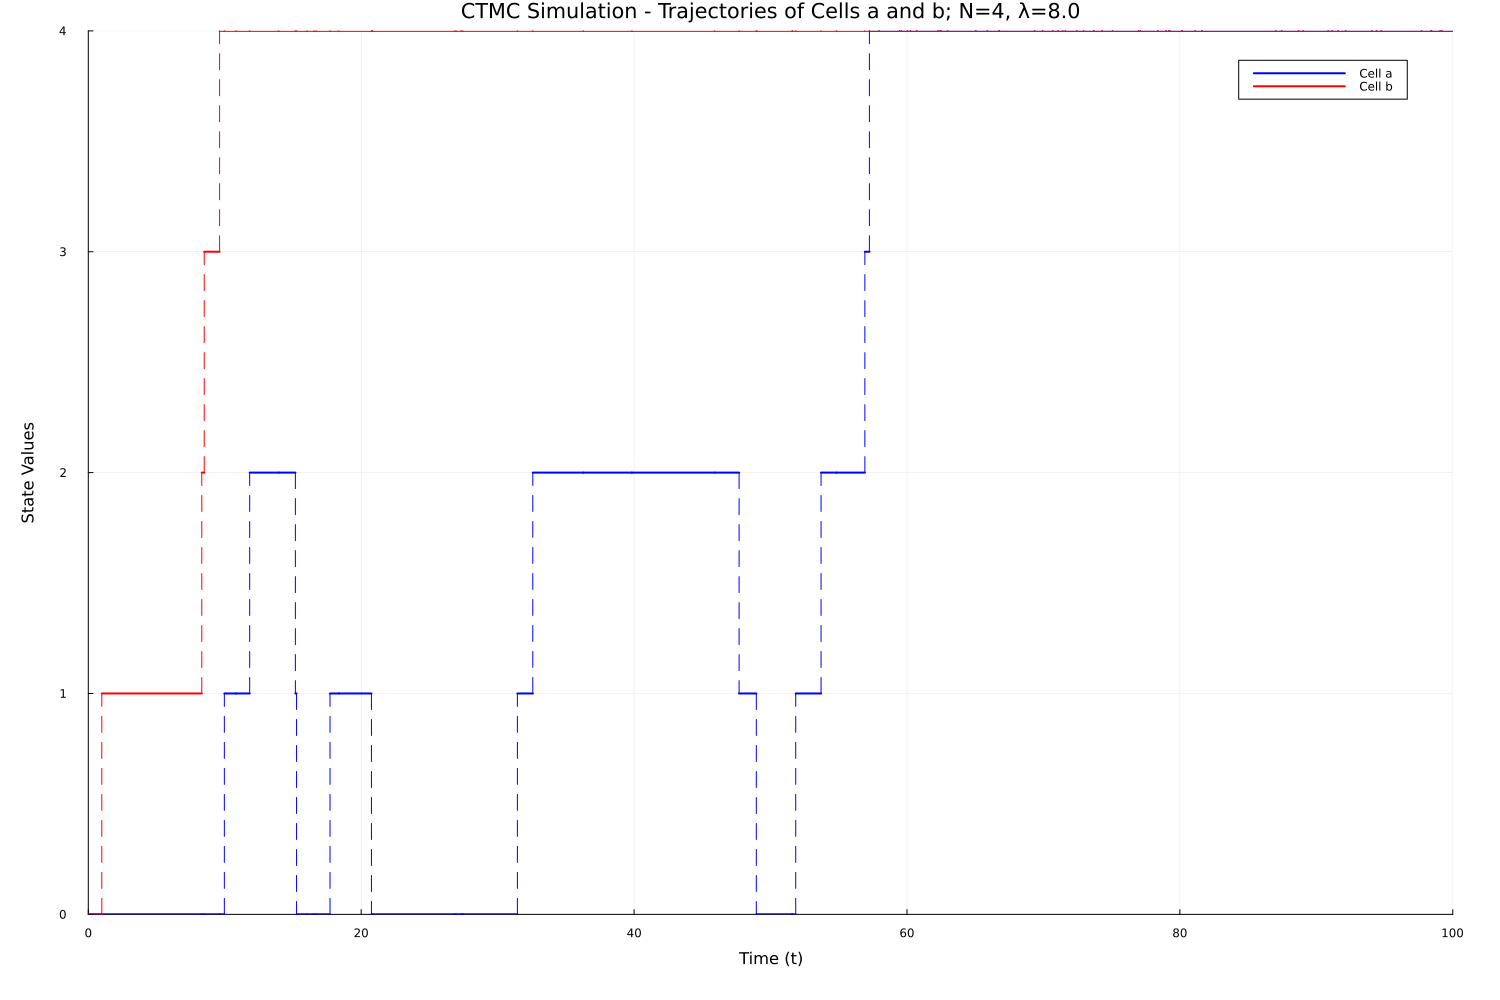 CTMC Simulation - Trajectories of Cells a and b; N=4, λ=8.0
4
Cell a
Cell b
3
State Values
2
1
0
0 20 40 60 80 100
Time (t)